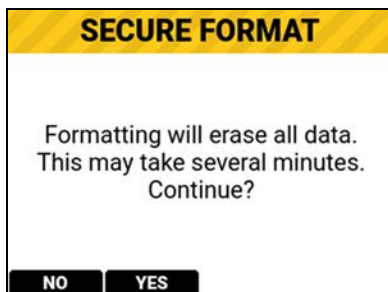 SECURE FORMAT
Formatting will erase all data.
This may take several minutes.
Continue?
NO YES